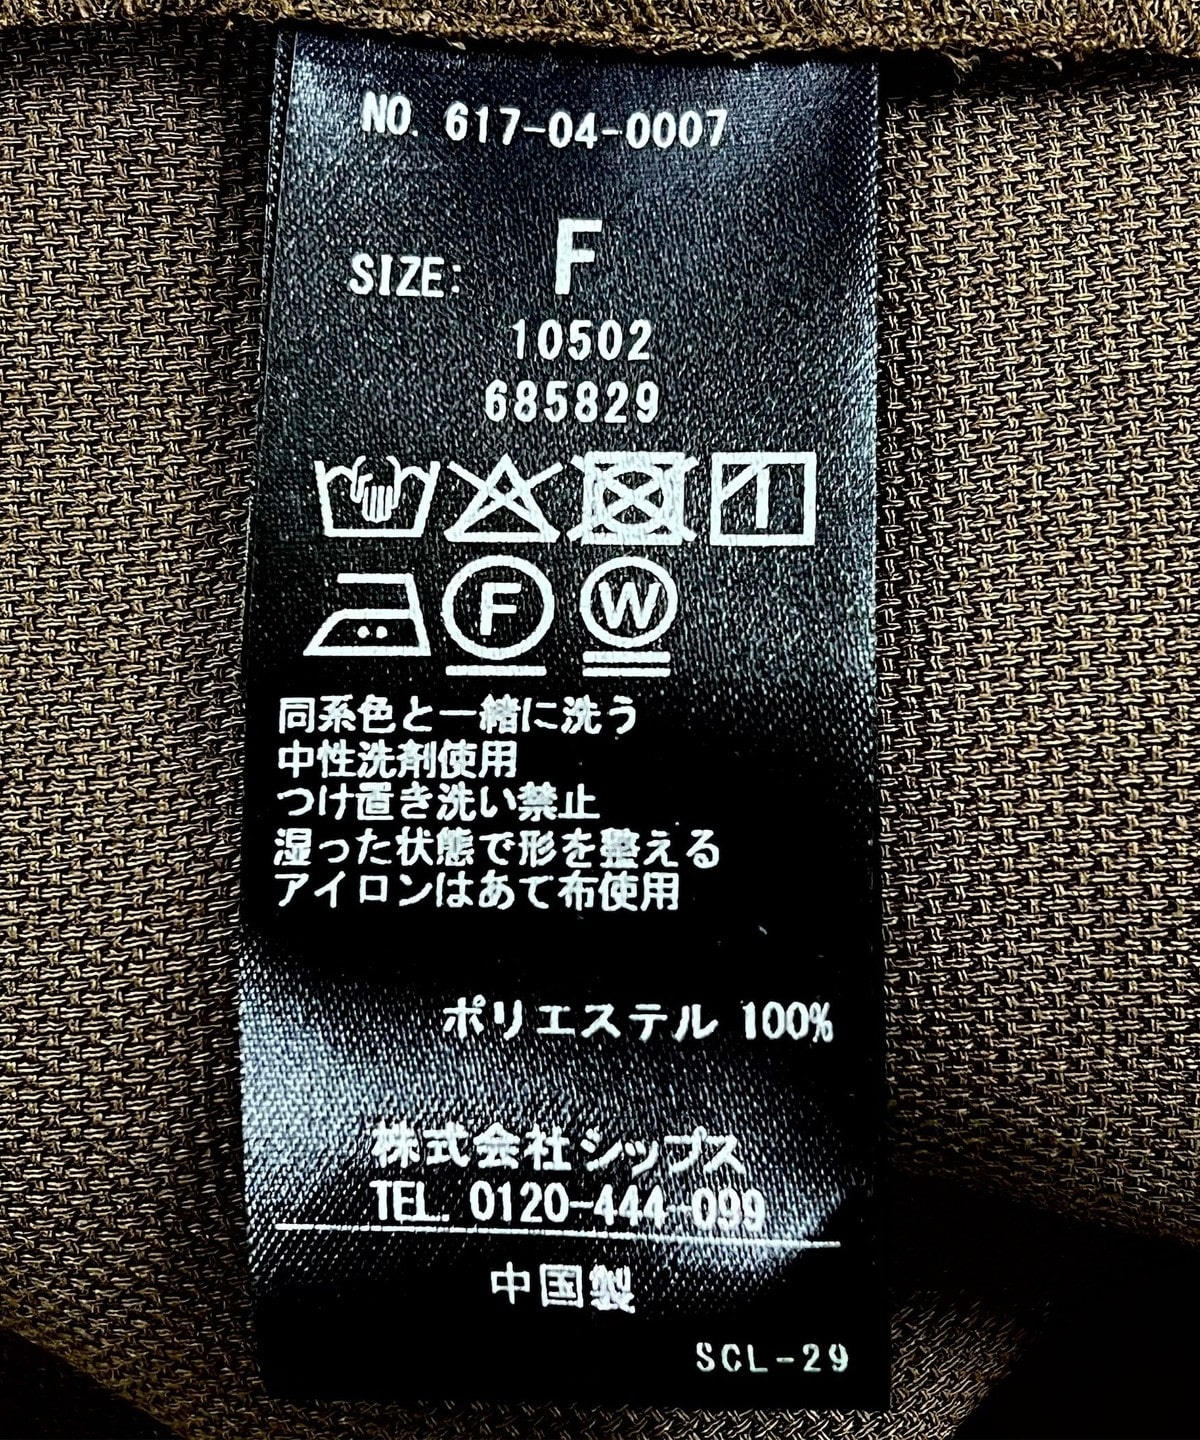 NO. 617-04-0007
SIZE: F
10502
685829
F W
同系色と一緒に洗う
中性洗剤使用
つけ置き洗い禁止
湿った状態で形を整える
アイロンはあて布使用
ポリエステル 100%
株式会社シップス
TEL. 0120-444-099
中国製
SCL-29